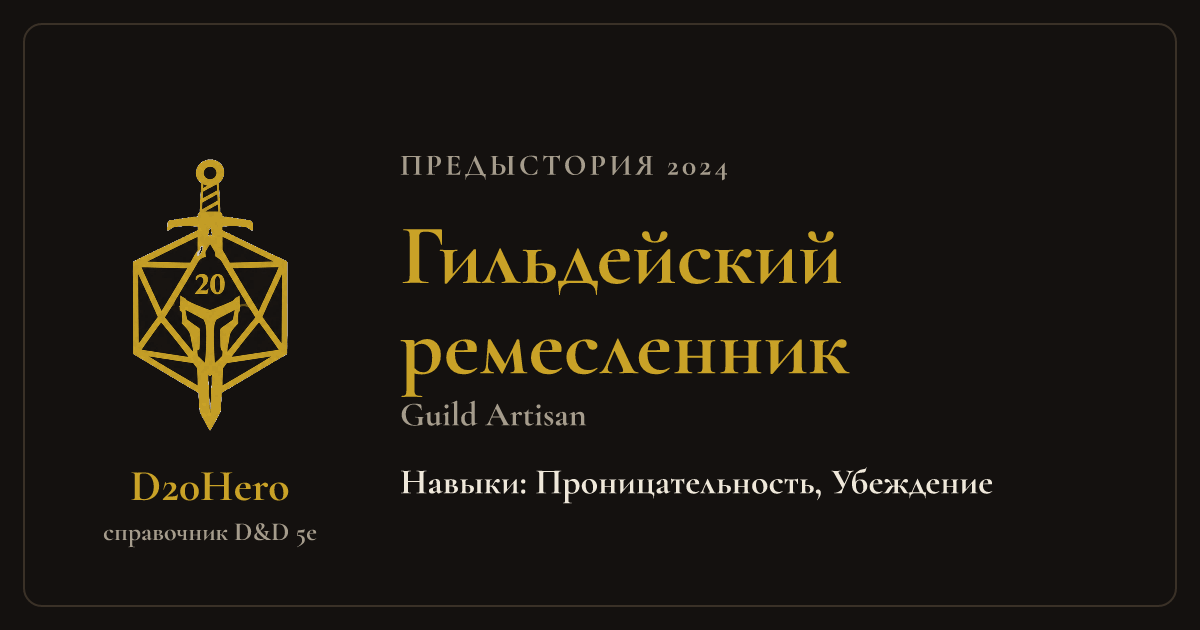 20
D20Hero
справочник D&D 5e
ПРЕДЫСТОРИЯ 2024
Гильдейский
ремесленник
Guild Artisan
Навыки: Проницательность, Убеждение